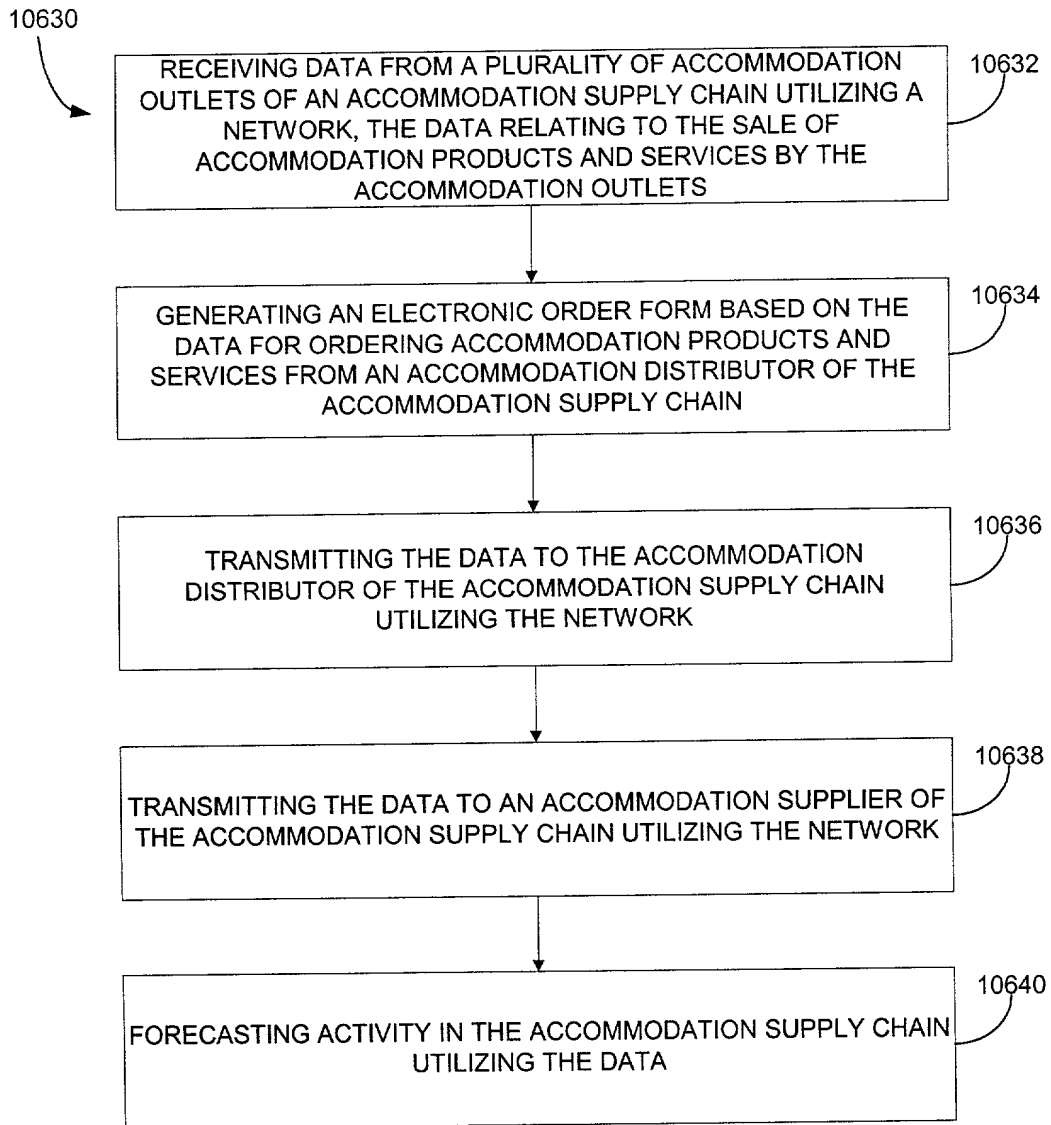 10630
RECEIVING DATA FROM A PLURALITY OF ACCOMMODATION
OUTLETS OF AN ACCOMMODATION SUPPLY CHAIN UTILIZING A
NETWORK, THE DATA RELATING TO THE SALE OF
ACCOMMODATION PRODUCTS AND SERVICES BY THE
ACCOMMODATION OUTLETS
10632
GENERATING AN ELECTRONIC ORDER FORM BASED ON THE
DATA FOR ORDERING ACCOMMODATION PRODUCTS AND
SERVICES FROM AN ACCOMMODATION DISTRIBUTOR OF THE
ACCOMMODATION SUPPLY CHAIN
10634
TRANSMITTING THE DATA TO THE ACCOMMODATION
DISTRIBUTOR OF THE ACCOMMODATION SUPPLY CHAIN
UTILIZING THE NETWORK
10636
TRANSMITTING THE DATA TO AN ACCOMMODATION SUPPLIER OF
THE ACCOMMODATION SUPPLY CHAIN UTILIZING THE NETWORK
10638
FORECASTING ACTIVITY IN THE ACCOMMODATION SUPPLY CHAIN
UTILIZING THE DATA
10640